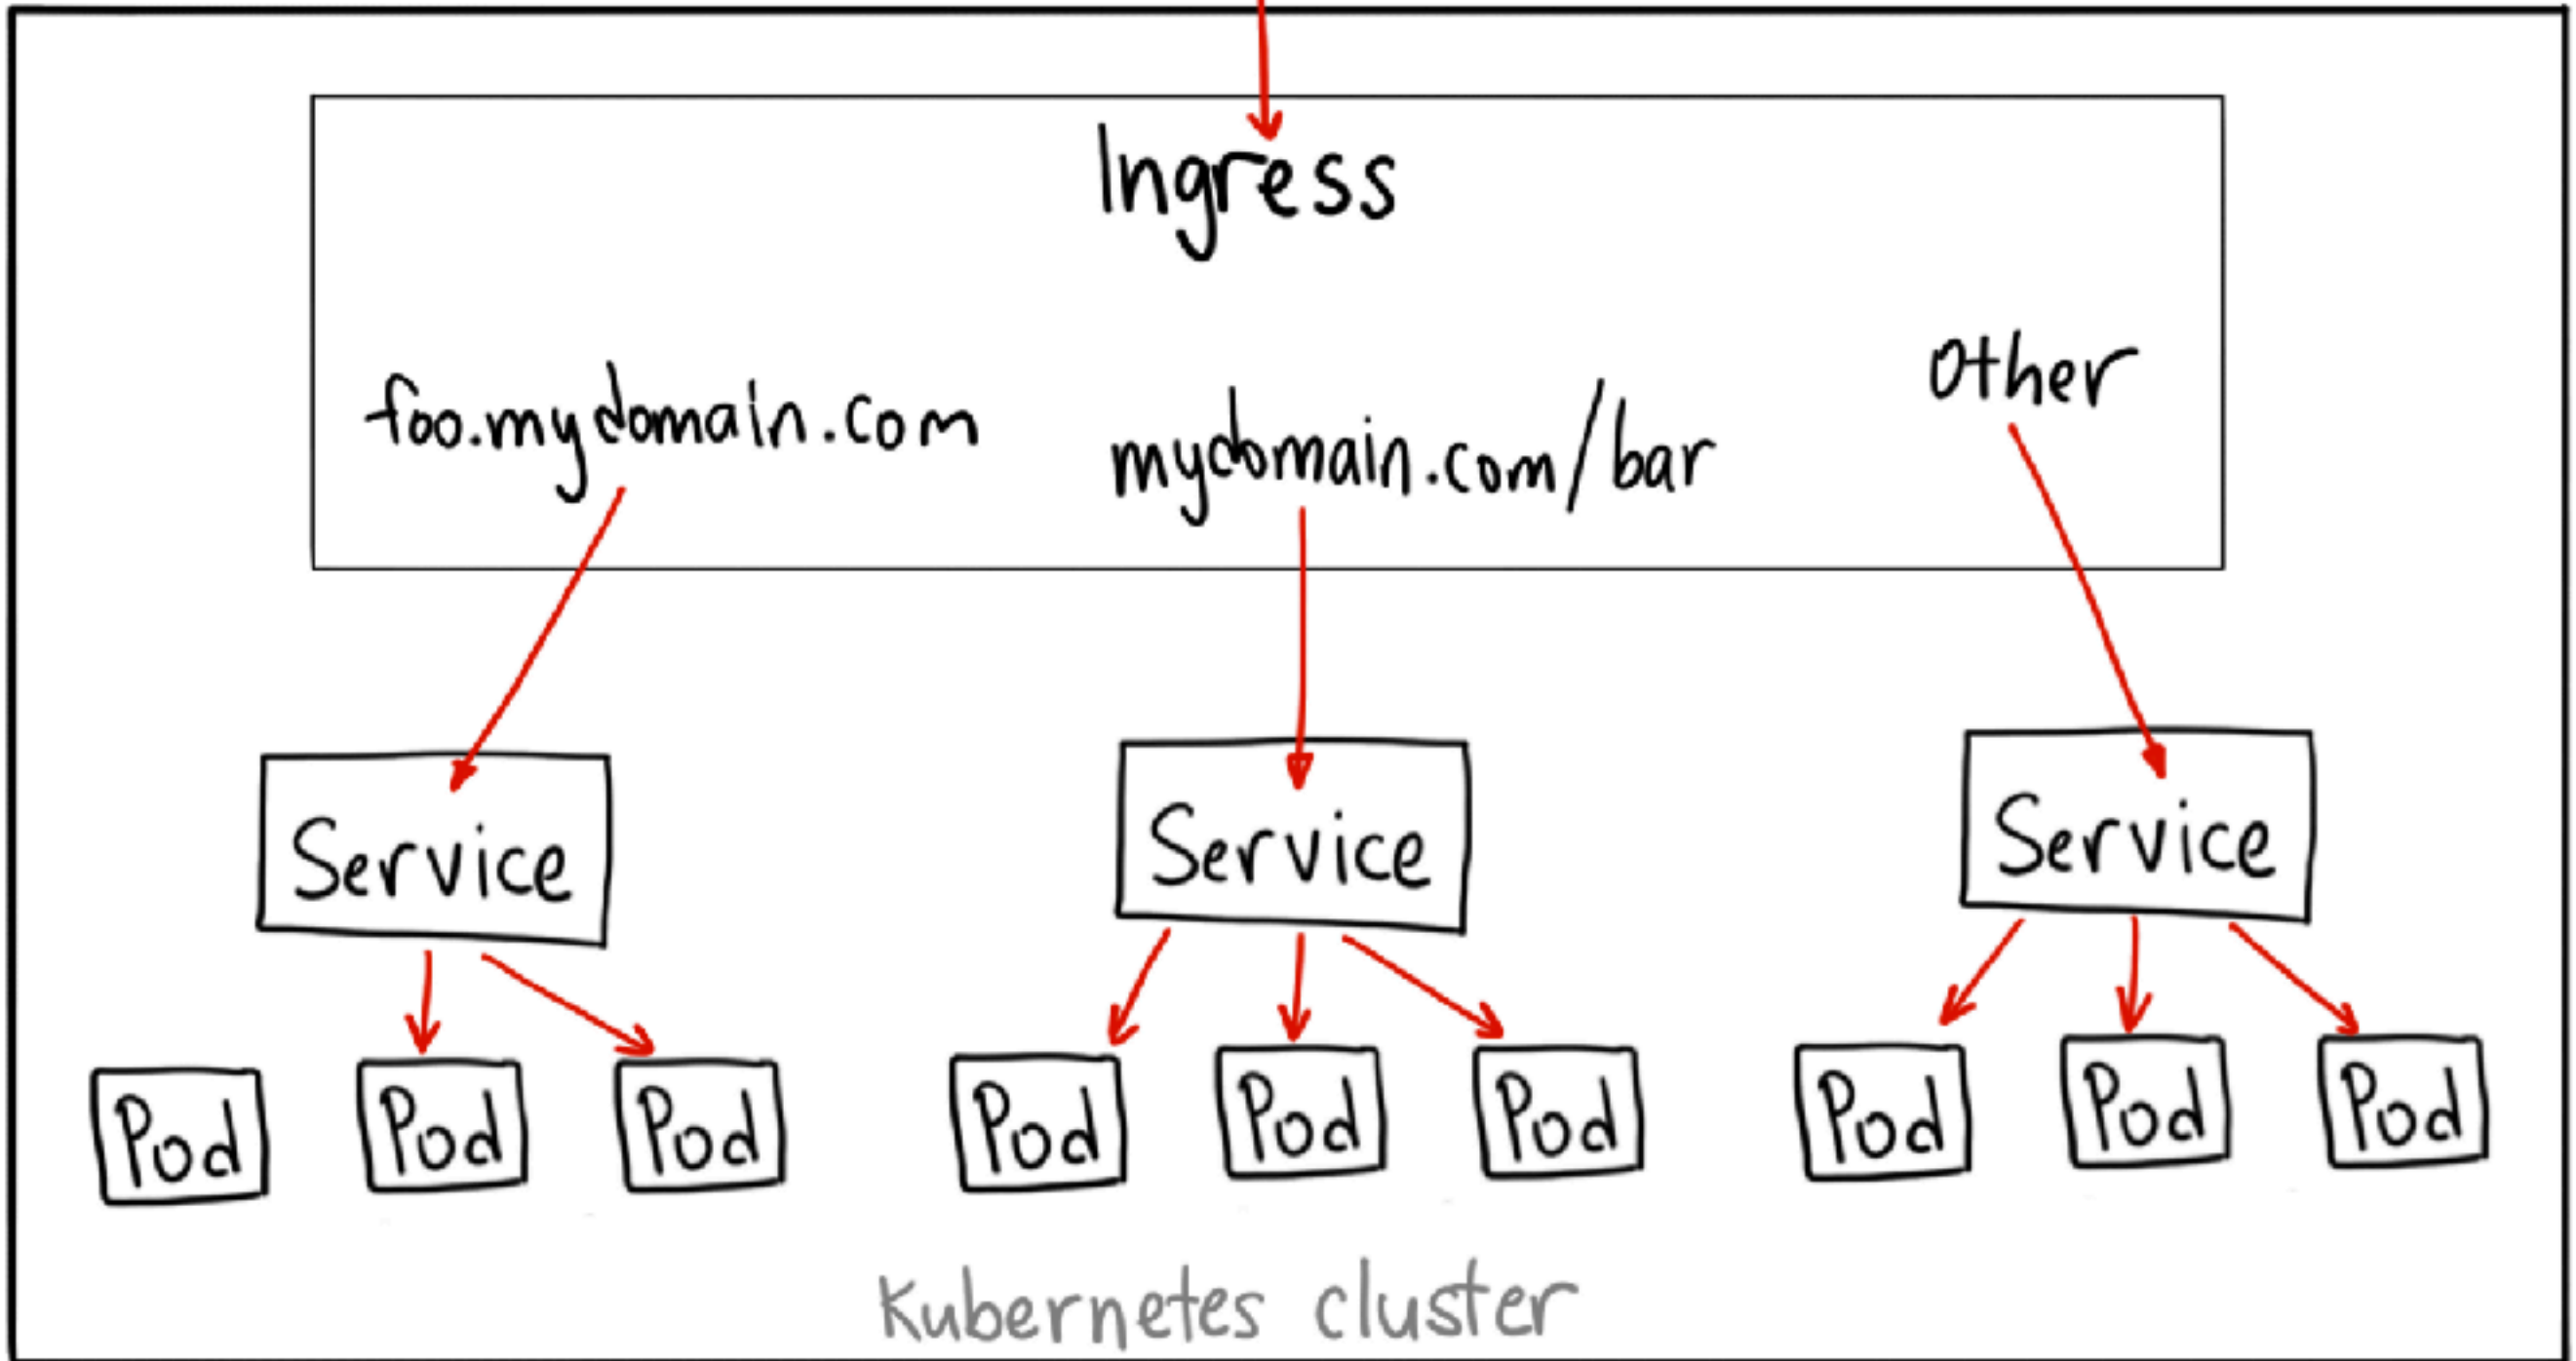 Ingress
foo.mydomain.com
mydomain.com/bar
Other
Service
Service
Service
Pod
Pod
Pod
Pod
Pod
Pod
Pod
Pod
Pod
Kubernetes cluster